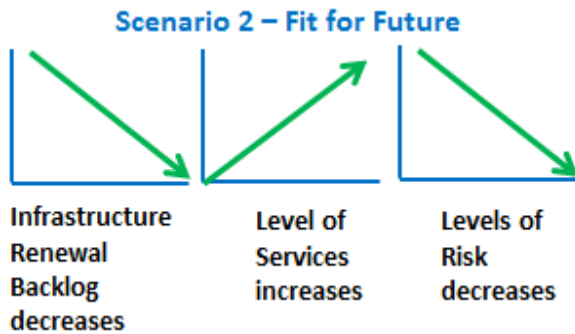 Scenario 2 – Fit for Future
Infrastructure
Renewal
Backlog
decreases
Level of
Services
increases
Levels of
Risk
decreases